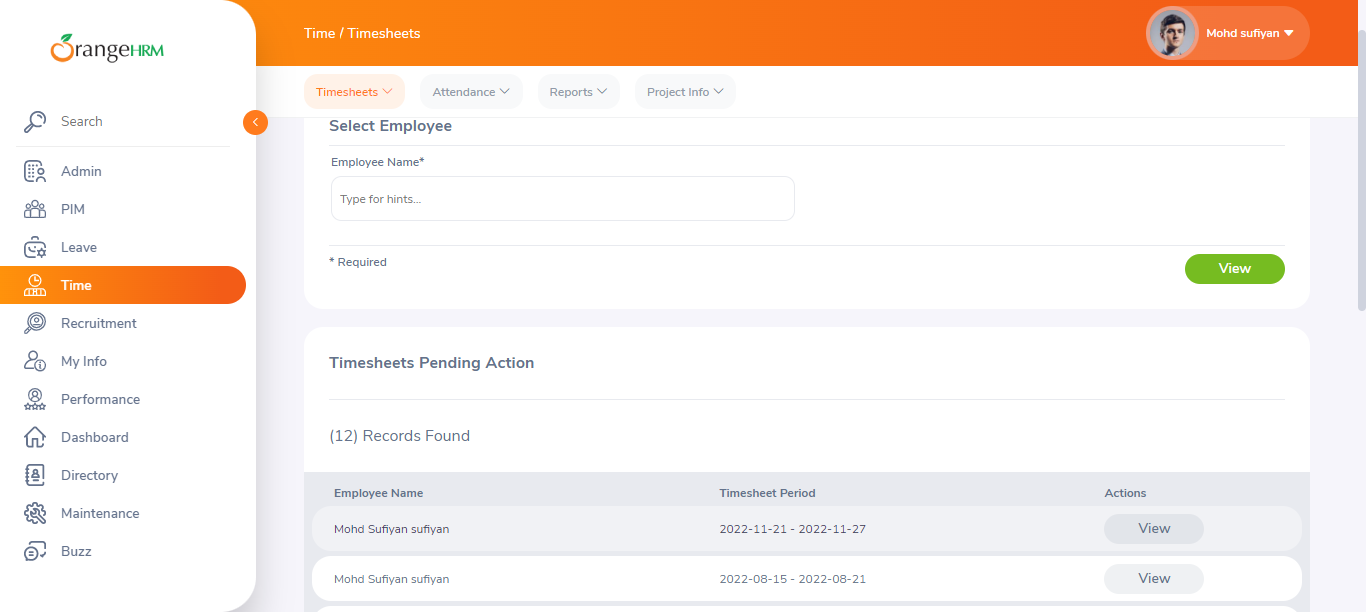 OrangeHRM
Time / Timesheets
Mohd sufiyan
Search
Admin
PIM
Leave
Time
Recruitment
My Info
Performance
Dashboard
Directory
Maintenance
Buzz
Timesheets
Attendance
Reports
Project Info
Select Employee
Employee Name*
Type for hints...
* Required
View
Timesheets Pending Action
(12) Records Found
Employee Name Timesheet Period Actions
Mohd Sufiyan sufiyan 2022-11-21 - 2022-11-27 View
Mohd Sufiyan sufiyan 2022-08-15 - 2022-08-21 View